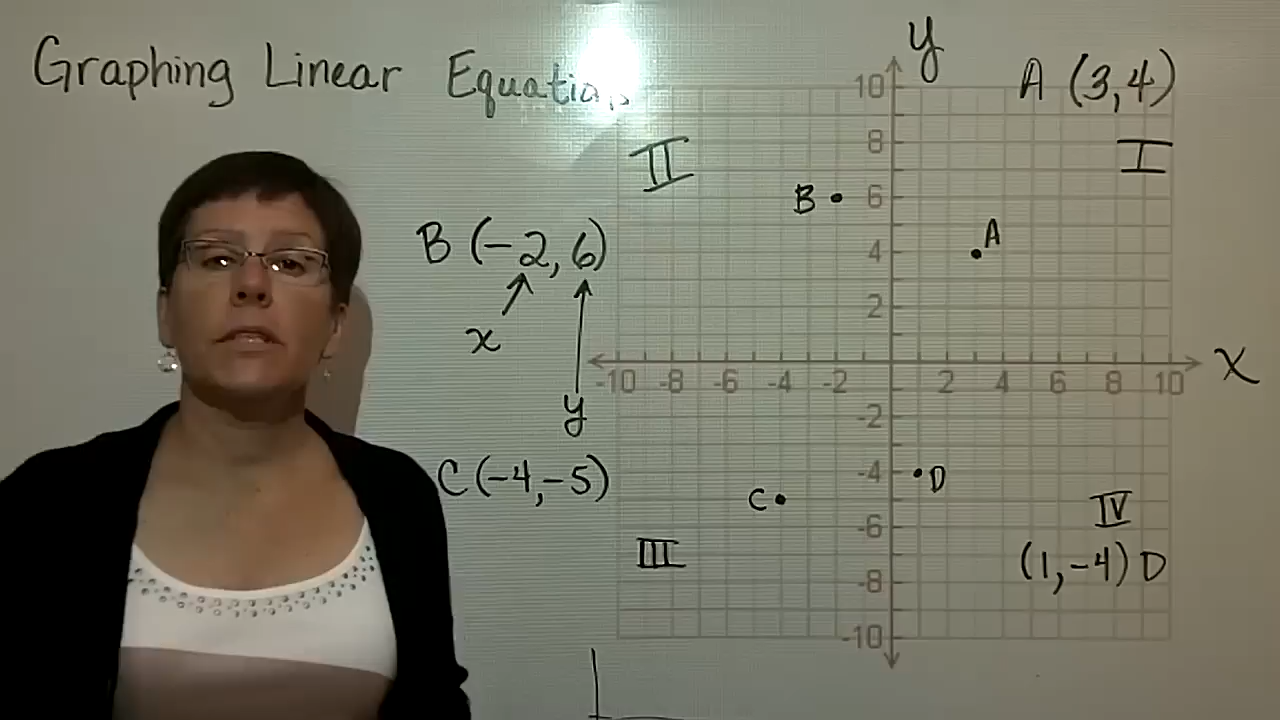 Graphing Linear Equations
y
A (3,4)
10
II
8
I
B
6
B (-2,6)
A
4
2
x
-10 -8 -6 -4 -2 2 4 6 8 10
x
y
-2
C (-4,-5)
-4
D
C
IV
-6
III
(1,-4) D
-8
-10